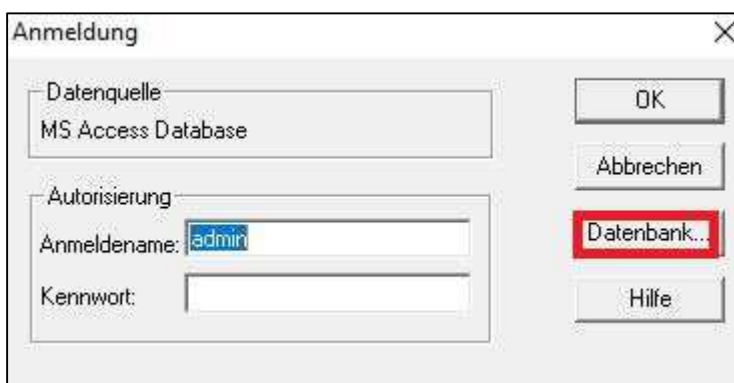 Anmeldung
Datenquelle
MS Access Database
Autorisierung
Anmeldename: admin
Kennwort:
OK
Abbrechen
Datenbank...
Hilfe